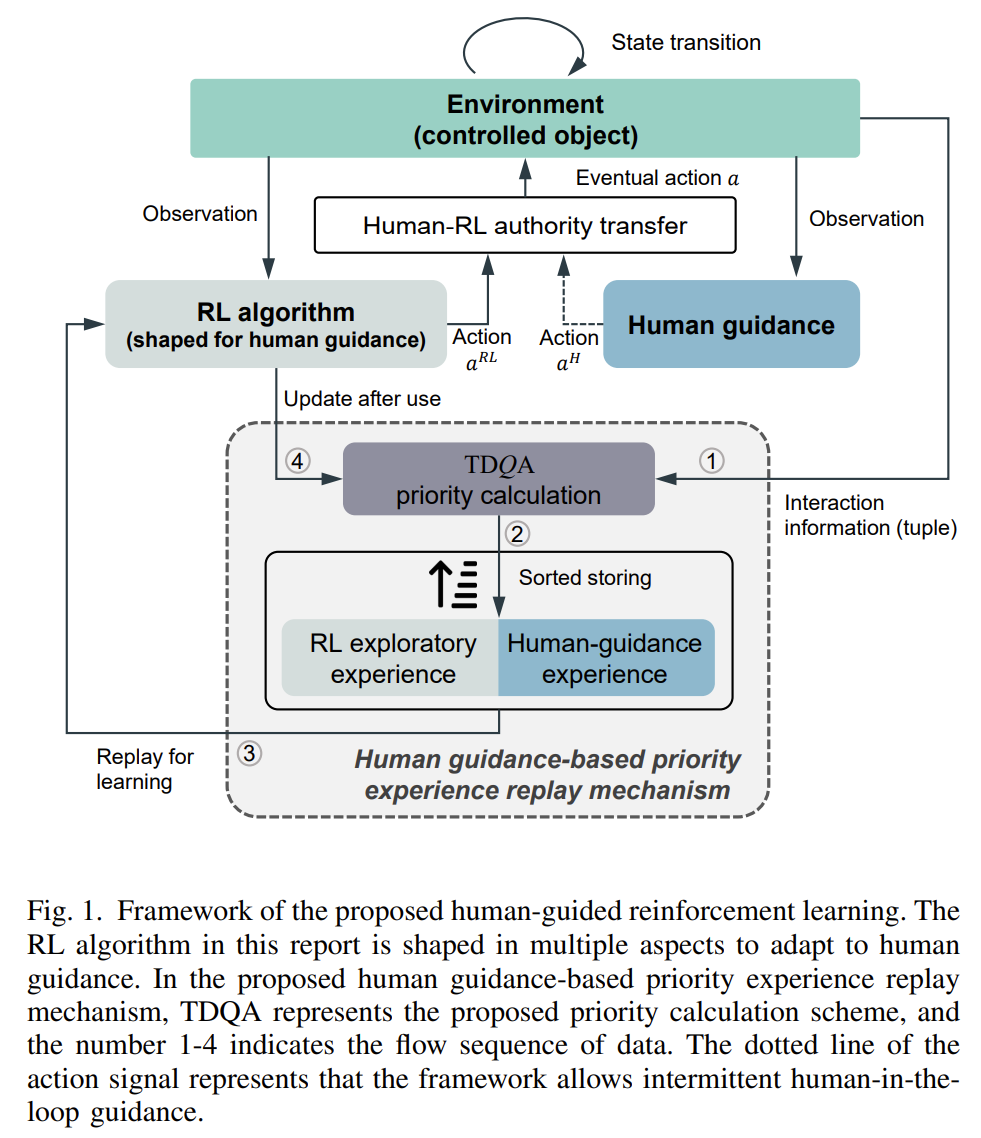 State transition
Environment
(controlled object)
Eventual action a
Observation
Human-RL authority transfer
Observation
RL algorithm
(shaped for human guidance)
Action
a^RL
Action
a^H
Human guidance
Update after use
④
TDQA
priority calculation
①
Interaction
information (tuple)
②
Sorted storing
RL exploratory
experience
Human-guidance
experience
③
Replay for
learning
Human guidance-based priority
experience replay mechanism
Fig. 1. Framework of the proposed human-guided reinforcement learning. The
RL algorithm in this report is shaped in multiple aspects to adapt to human
guidance. In the proposed human guidance-based priority experience replay
mechanism, TDQA represents the proposed priority calculation scheme, and
the number 1-4 indicates the flow sequence of data. The dotted line of the
action signal represents that the framework allows intermittent human-in-the-
loop guidance.